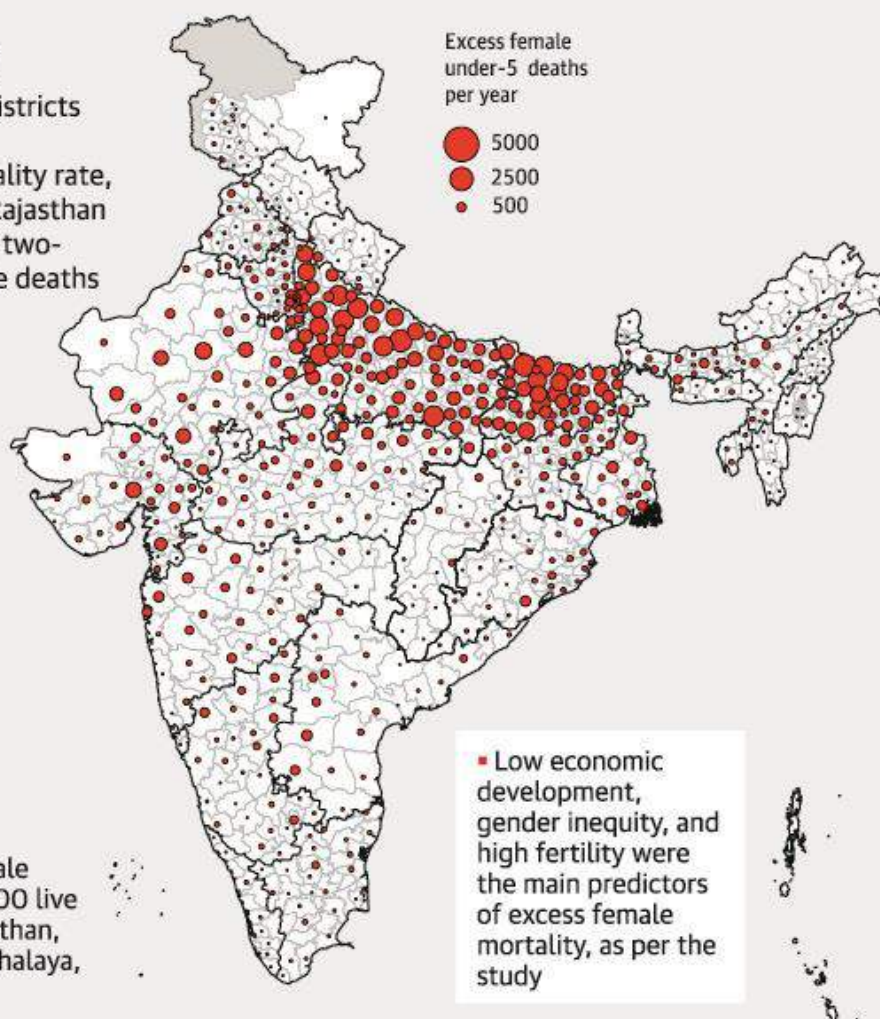 istricts
ality rate,
Rajasthan
two-
e deaths
Excess female
under-5 deaths
per year
5000
2500
500
▪ Low economic
development,
gender inequity, and
high fertility were
the main predictors
of excess female
mortality, as per the
study
ale
00 live
than,
halaya,